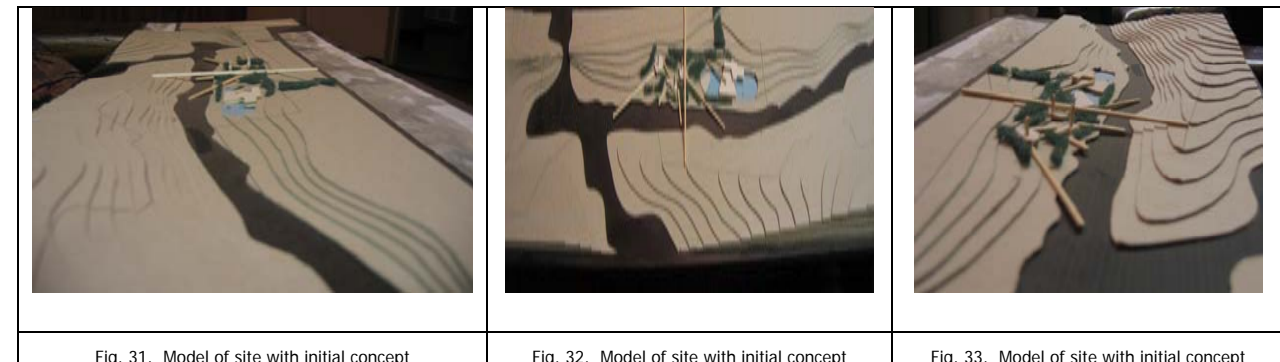 Fig. 31. Model of site with initial concept
Fig. 32. Model of site with initial concept
Fig. 33. Model of site with initial concept